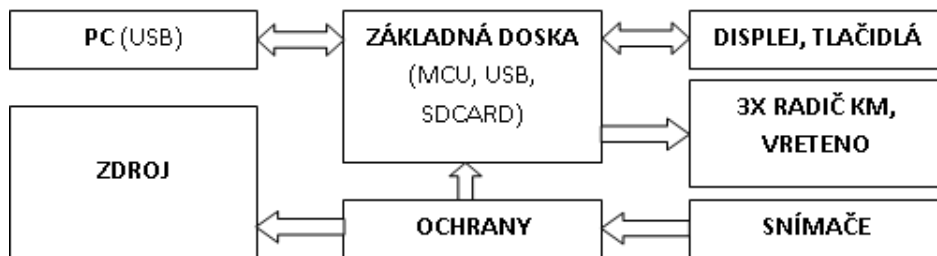 PC (USB)
ZÁKLADNÁ DOSKA
(MCU, USB,
SDCARD)
DISPLEJ, TLAČIDLÁ
3X RADIČ KM,
VRETENO
ZDROJ
OCHRANY
SNÍMAČE